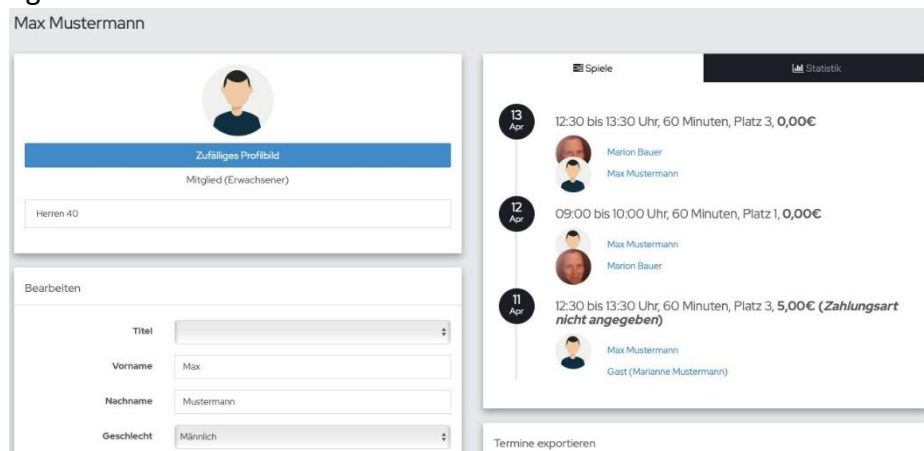 Max Mustermann
Zufälliges Profilbild
Mitglied (Erwachsener)
Herren 40
Bearbeiten
Titel
Vorname
Max
Nachname
Mustermann
Geschlecht
Männlich
Spiele
Statistik
13
Apr
12:30 bis 13:30 Uhr, 60 Minuten, Platz 3, 0,00€
Marion Bauer
Max Mustermann
12
Apr
09:00 bis 10:00 Uhr, 60 Minuten, Platz 1, 0,00€
Max Mustermann
Marion Bauer
11
Apr
12:30 bis 13:30 Uhr, 60 Minuten, Platz 3, 5,00€ (Zahlungsart
nicht angegeben)
Max Mustermann
Gast (Marianne Mustermann)
Termine exportieren